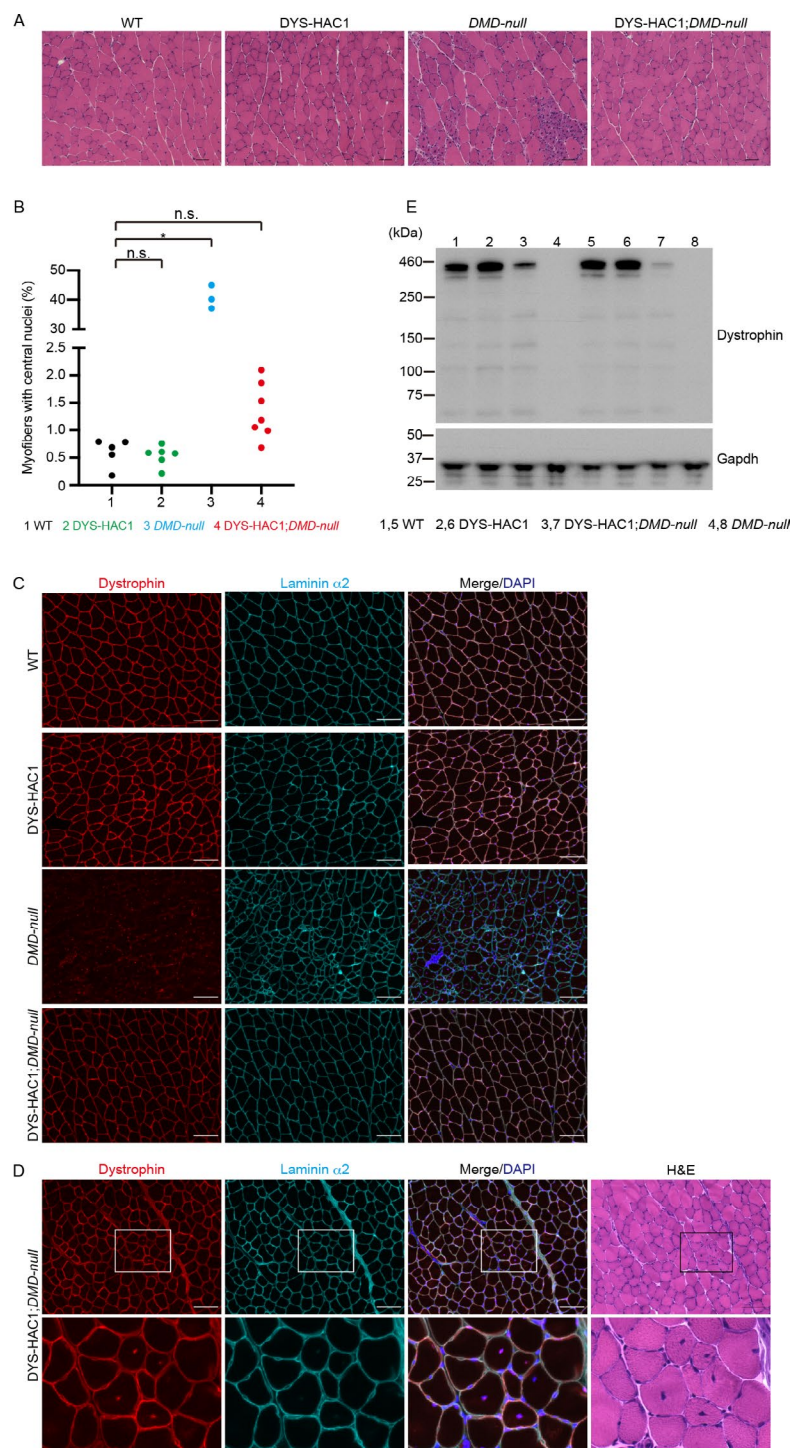 A
WT
DYS-HAC1
DMD-null
DYS-HAC1;DMD-null
B
n.s.
*
n.s.
Myofibers with central nuclei (%)
50
40
30
2.5
2.0
1.5
1.0
0.5
0
1 2 3 4
1 WT 2 DYS-HAC1 3 DMD-null 4 DYS-HAC1;DMD-null
E
(kDa)
1 2 3 4 5 6 7 8
460
250
150
100
75
Dystrophin
50
37
25
Gapdh
1,5 WT 2,6 DYS-HAC1 3,7 DYS-HAC1;DMD-null 4,8 DMD-null
C
Dystrophin
Laminin α2
Merge/DAPI
WT
DYS-HAC1
DMD-null
DYS-HAC1;DMD-null
D
Dystrophin
Laminin α2
Merge/DAPI
H&E
DYS-HAC1;DMD-null